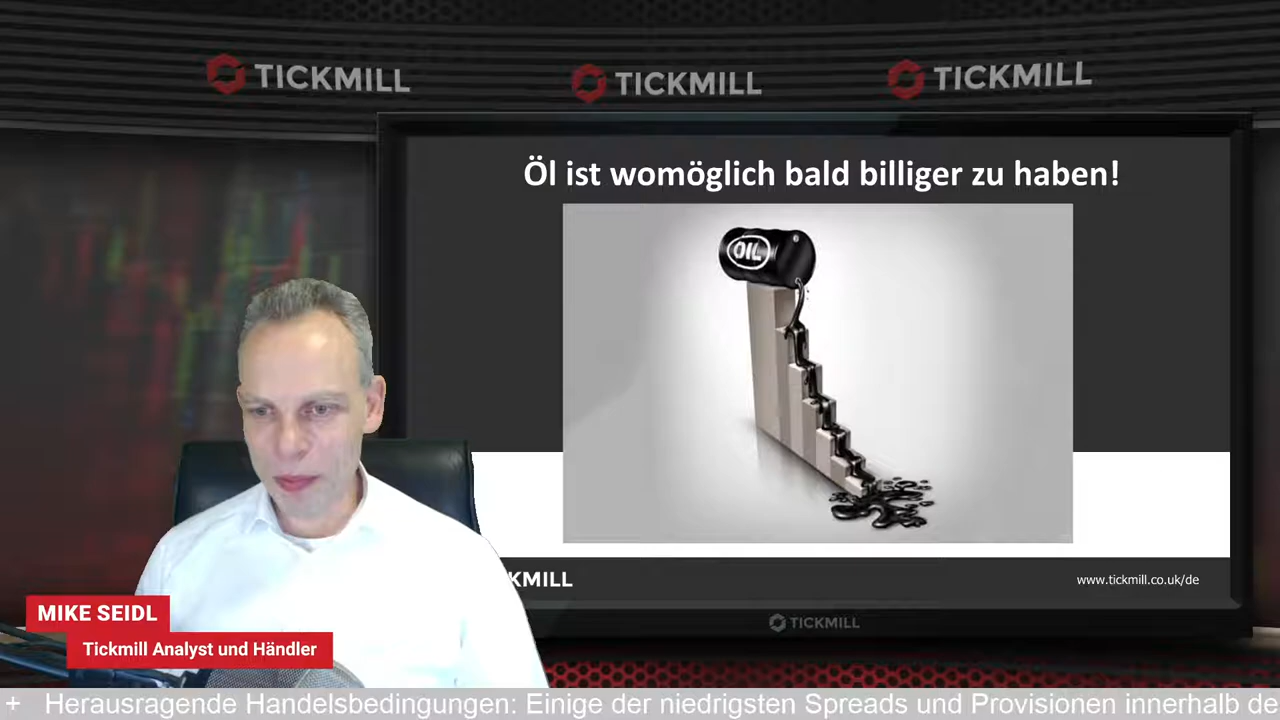 TICKMILL
TICKMILL
TICKMILL
Öl ist womöglich bald billiger zu haben!
OIL
KMILL
www.tickmill.co.uk/de
TICKMILL
MIKE SEIDL
Tickmill Analyst und Händler
+ Herausragende Handelsbedingungen: Einige der niedrigsten Spreads und Provisionen innerhalb de